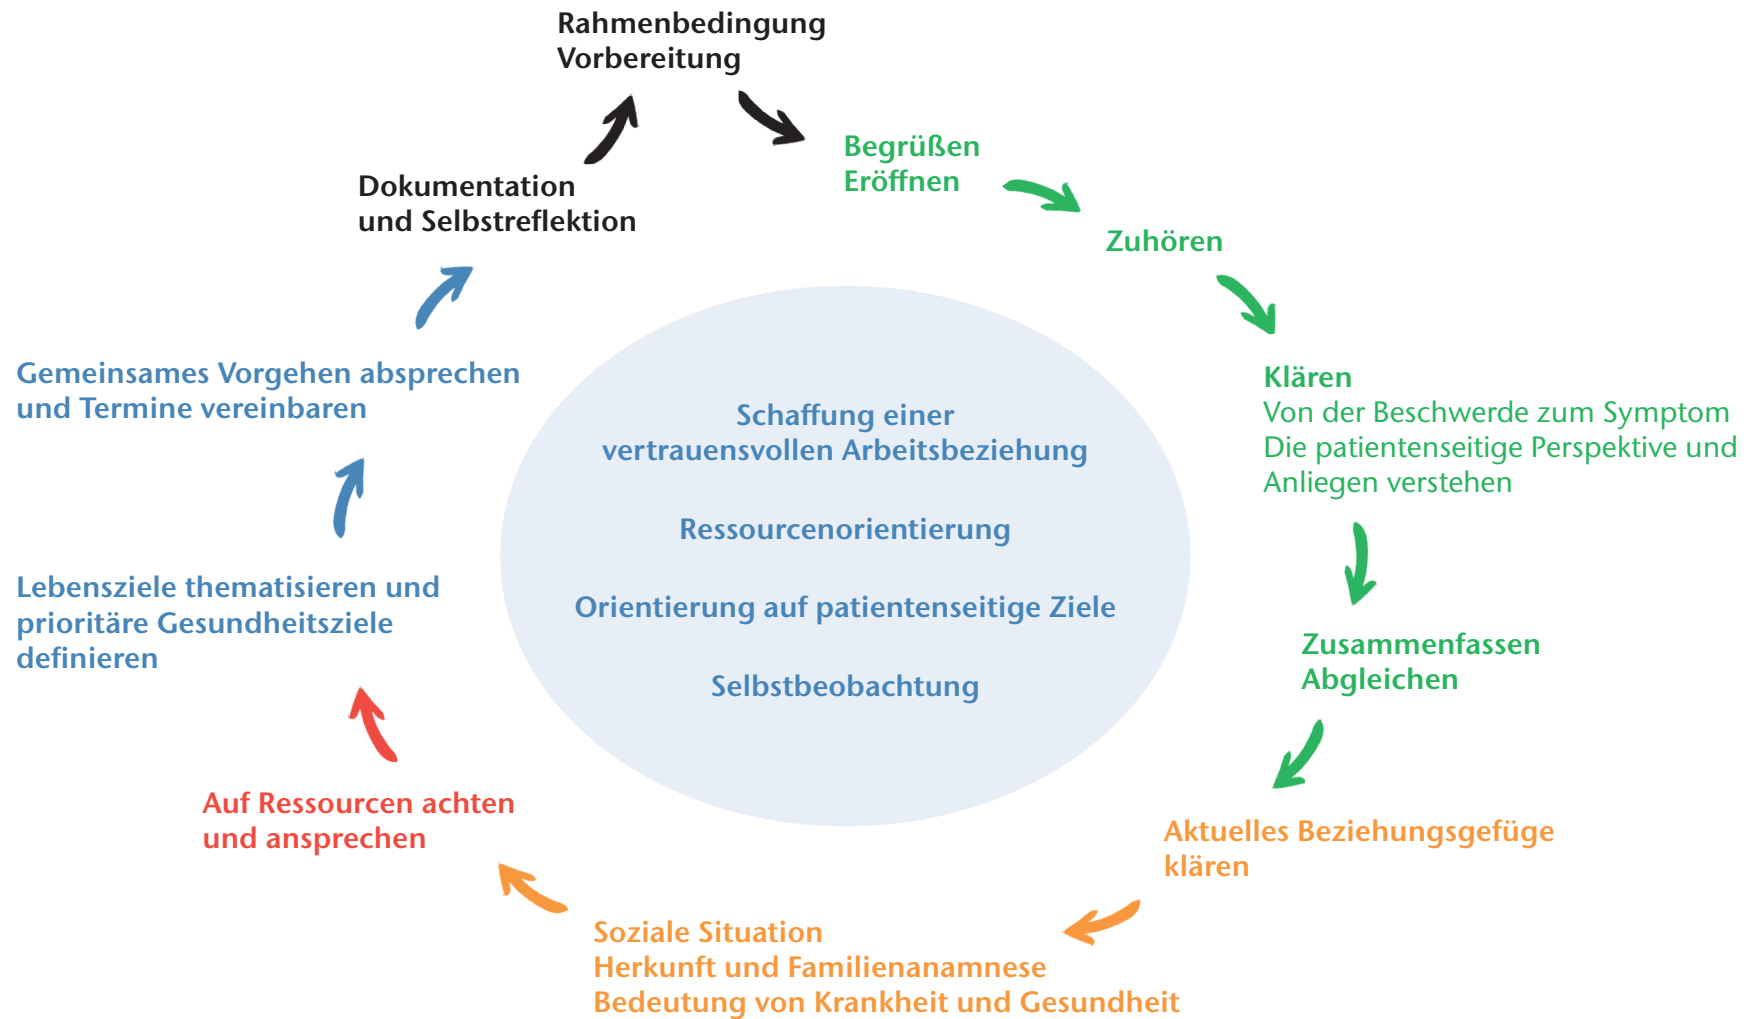 Rahmenbedingung
Vorbereitung
Begrüßen
Eröffnen
Zuhören
Klären
Von der Beschwerde zum Symptom
Die patientenseitige Perspektive und
Anliegen verstehen
Zusammenfassen
Abgleichen
Aktuelles Beziehungsgefüge
klären
Soziale Situation
Herkunft und Familienanamnese
Bedeutung von Krankheit und Gesundheit
Auf Ressourcen achten
und ansprechen
Lebensziele thematisieren und
prioritäre Gesundheitsziele
definieren
Gemeinsames Vorgehen absprechen
und Termine vereinbaren
Dokumentation
und Selbstreflektion
Schaffung einer
vertrauensvollen Arbeitsbeziehung
Ressourcenorientierung
Orientierung auf patientenseitige Ziele
Selbstbeobachtung